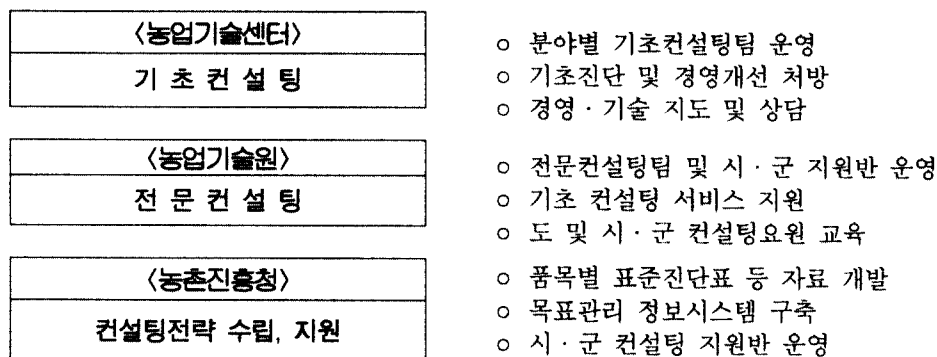 <농업기술센터>
기 초 컨 설 팅
o 분야별 기초컨설팅팀 운영
o 기초진단 및 경영개선 처방
o 경영 · 기술 지도 및 상담
<농업기술원>
전 문 컨 설 팅
o 전문컨설팅팀 및 시 · 군 지원반 운영
o 기초 컨설팅 서비스 지원
o 도 및 시 · 군 컨설팅요원 교육
<농촌진흥청>
컨설팅전략 수립, 지원
o 품목별 표준진단표 등 자료 개발
o 목표관리 정보시스템 구축
o 시 · 군 컨설팅 지원반 운영